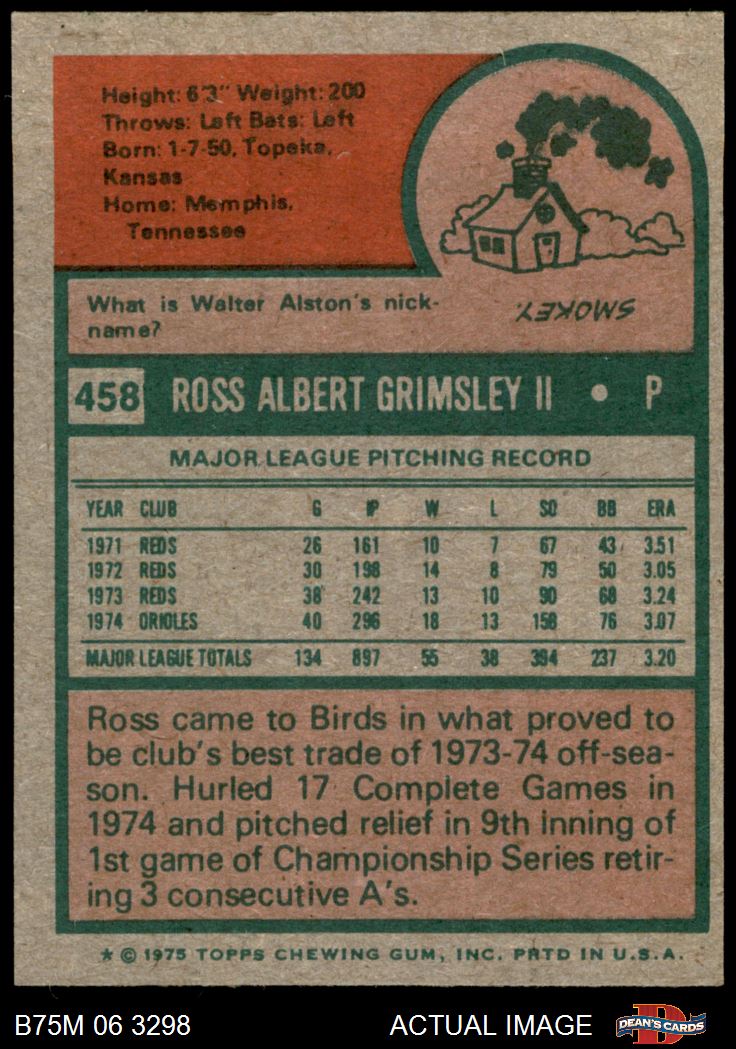 Height: 6'3" Weight: 200
Throws: Left Bats: Left
Born: 1-7-50, Topeka,
Kansas
Home: Memphis,
Tennessee
What is Walter Alston's nick-
name?
SMOKEY.
458 ROSS ALBERT GRIMSLEY II • P
MAJOR LEAGUE PITCHING RECORD
YEAR CLUB G IP W L SO BB ERA
1971 REDS 26 161 10 7 67 43 3.51
1972 REDS 30 198 14 8 79 50 3.05
1973 REDS 38 242 13 10 90 68 3.24
1974 ORIOLES 40 296 18 13 158 76 3.07
MAJOR LEAGUE TOTALS 134 897 55 38 394 237 3.20
Ross came to Birds in what proved to
be club's best trade of 1973-74 off-sea-
son. Hurled 17 Complete Games in
1974 and pitched relief in 9th inning of
1st game of Championship Series retir-
ing 3 consecutive A's.
* © 1975 TOPPS CHEWING GUM, INC. PRTD IN U.S.A.
B75M 06 3298 ACTUAL IMAGE DEAN'S CARDS